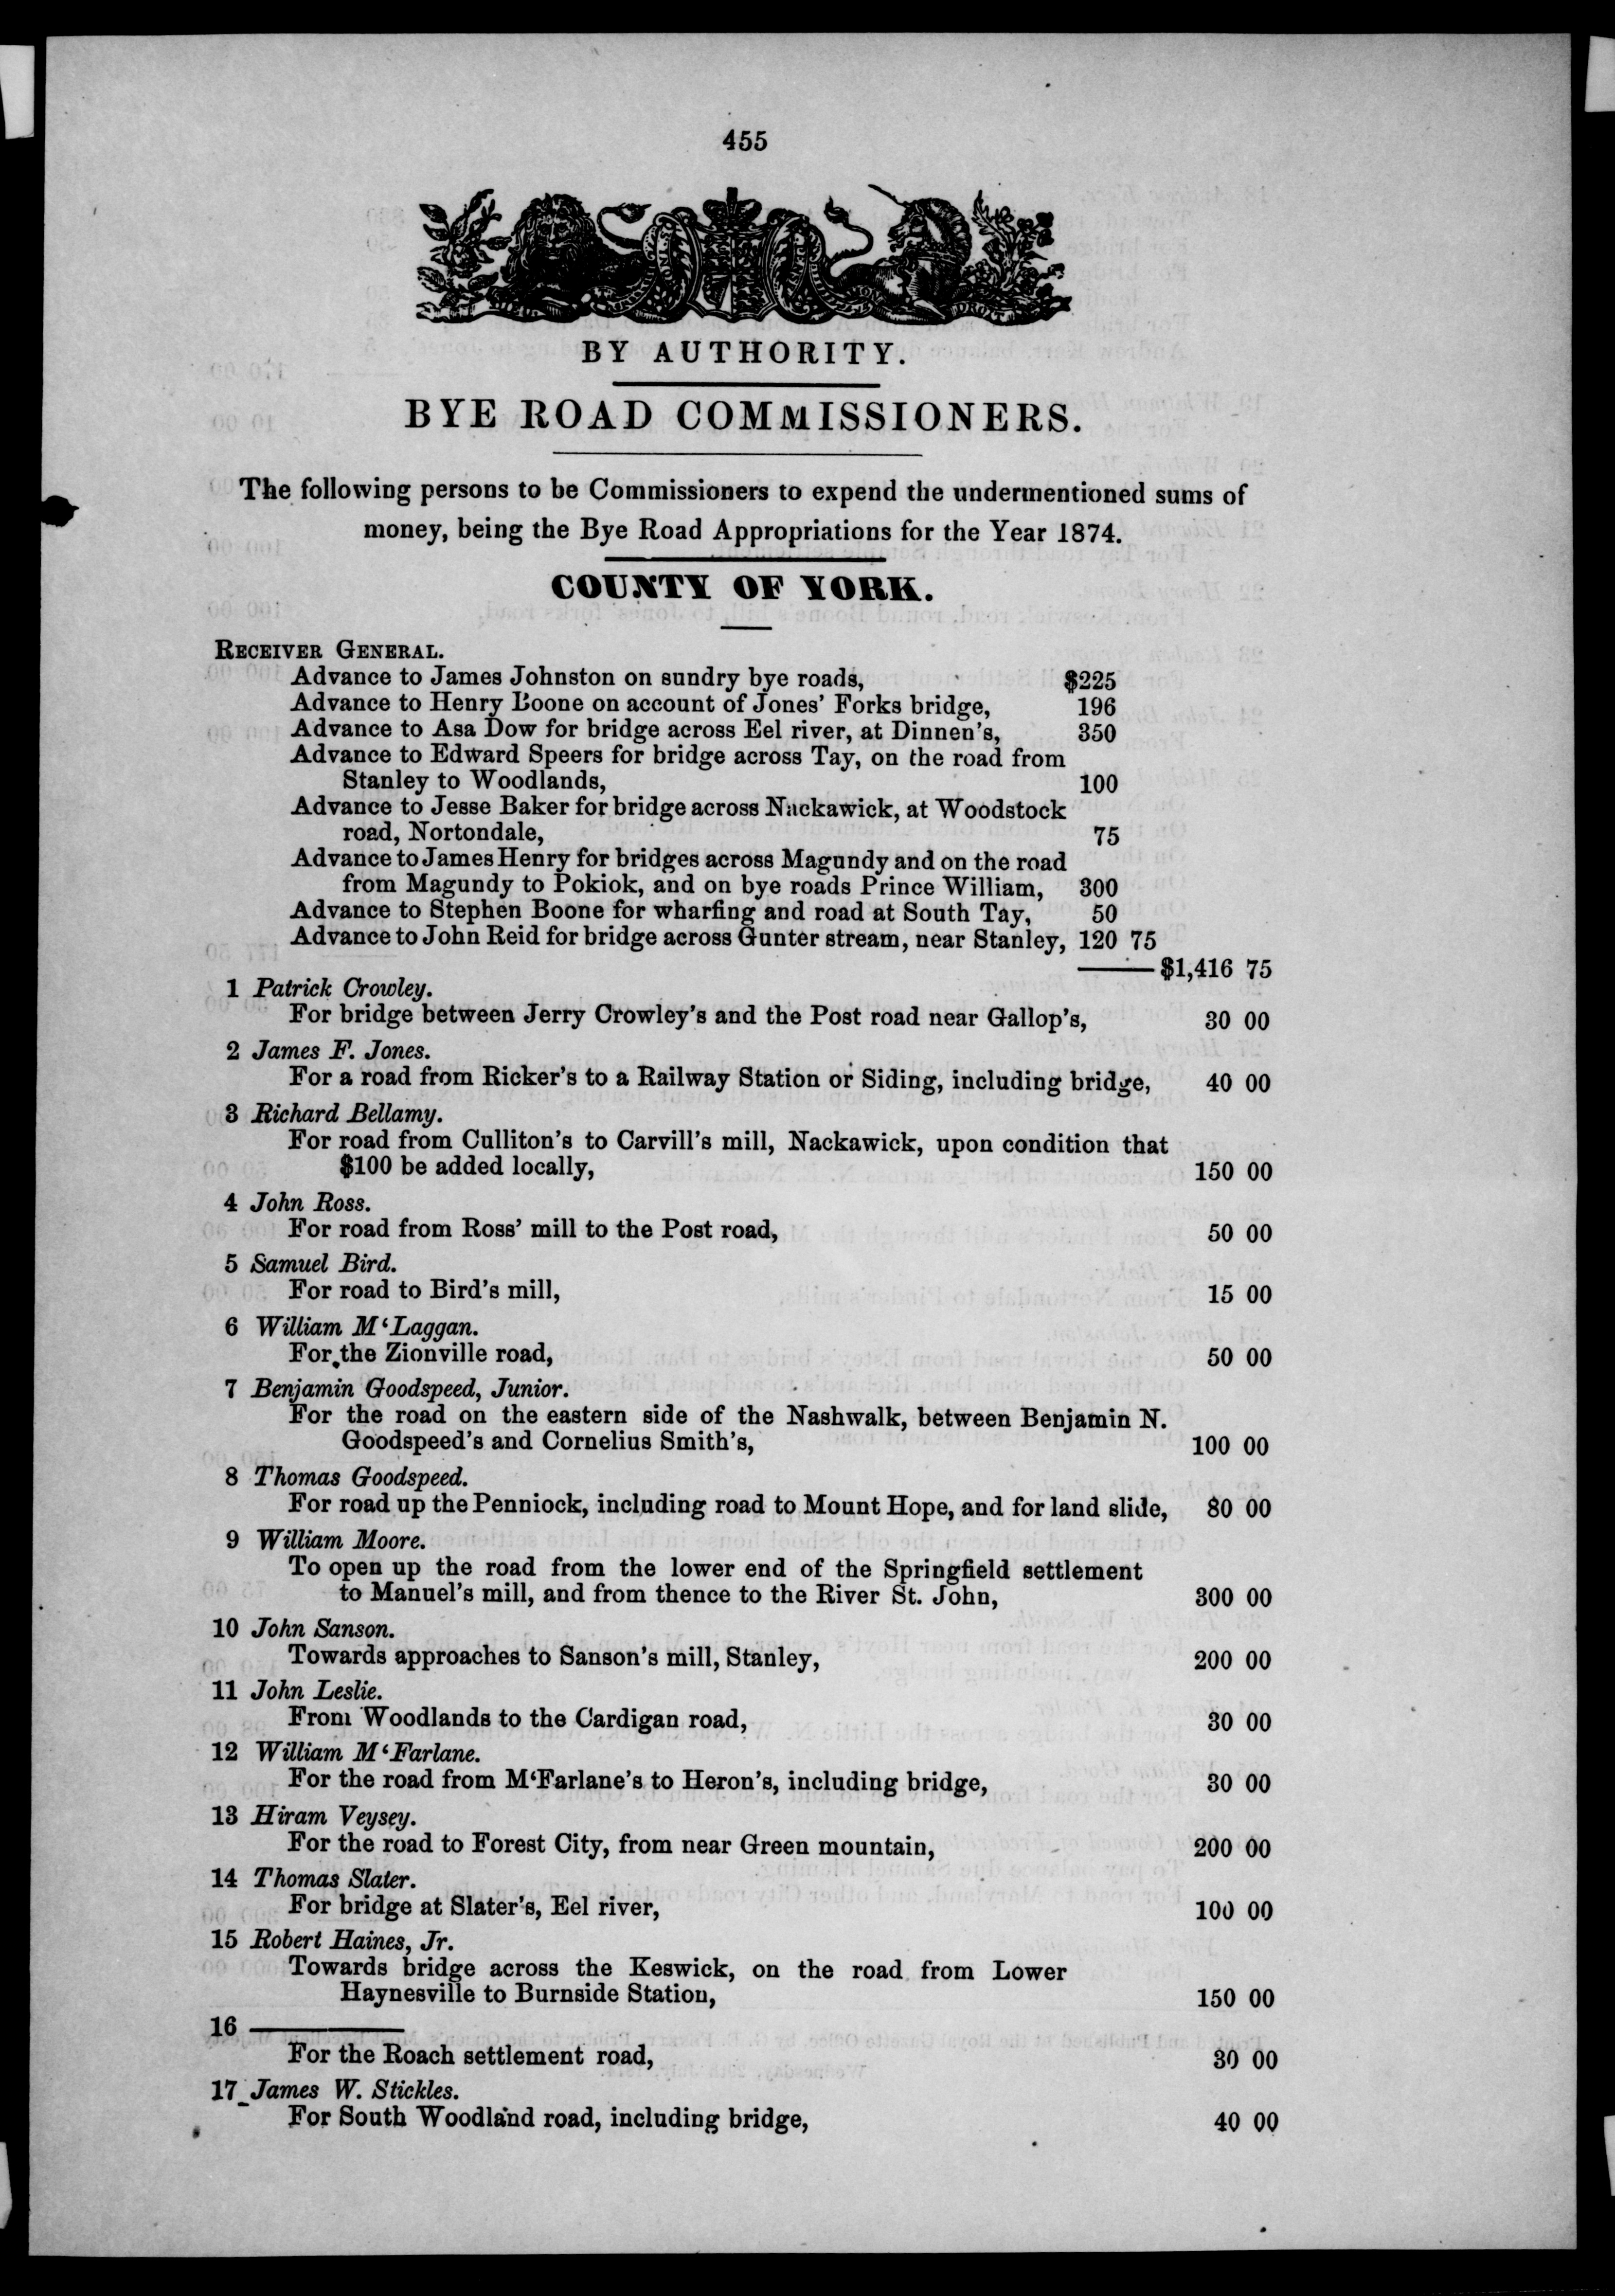 455
BY AUTHORITY.
BYE ROAD COMMISSIONERS.
The following persons to be Commissioners to expend the undermentioned sums of
money, being the Bye Road Appropriations for the Year 1874.
COUNTY OF YORK.
RECEIVER GENERAL.
Advance to James Johnston on sundry bye roads, $225
Advance to Henry Boone on account of Jones' Forks bridge, 196
Advance to Asa Dow for bridge across Eel river, at Dinnen's, 350
Advance to Edward Speers for bridge across Tay, on the road from
Stanley to Woodlands, 100
Advance to Jesse Baker for bridge across Nackawick, at Woodstock
road, Nortondale, 75
Advance to James Henry for bridges across Magundy and on the road
from Magundy to Pokiok, and on bye roads Prince William, 300
Advance to Stephen Boone for wharfing and road at South Tay, 50
Advance to John Reid for bridge across Gunter stream, near Stanley, 120 75
$1,416 75
1 Patrick Crowley.
For bridge between Jerry Crowley's and the Post road near Gallop's, 30 00
2 James F. Jones.
For a road from Ricker's to a Railway Station or Siding, including bridge, 40 00
3 Richard Bellamy.
For road from Culliton's to Carvill's mill, Nackawick, upon condition that
$100 be added locally, 150 00
4 John Ross.
For road from Ross' mill to the Post road, 50 00
5 Samuel Bird.
For road to Bird's mill, 15 00
6 William M'Laggan.
For the Zionville road, 50 00
7 Benjamin Goodspeed, Junior.
For the road on the eastern side of the Nashwalk, between Benjamin N.
Goodspeed's and Cornelius Smith's, 100 00
8 Thomas Goodspeed.
For road up the Penniock, including road to Mount Hope, and for land slide, 80 00
9 William Moore.
To open up the road from the lower end of the Springfield settlement
to Manuel's mill, and from thence to the River St. John, 300 00
10 John Sanson.
Towards approaches to Sanson's mill, Stanley, 200 00
11 John Leslie.
From Woodlands to the Cardigan road, 30 00
12 William M'Farlane.
For the road from M'Farlane's to Heron's, including bridge, 30 00
13 Hiram Veysey.
For the road to Forest City, from near Green mountain, 200 00
14 Thomas Slater.
For bridge at Slater's, Eel river, 100 00
15 Robert Haines, Jr.
Towards bridge across the Keswick, on the road from Lower
Haynesville to Burnside Station, 150 00
16
For the Roach settlement road, 30 00
17 James W. Stickles.
For South Woodland road, including bridge, 40 00